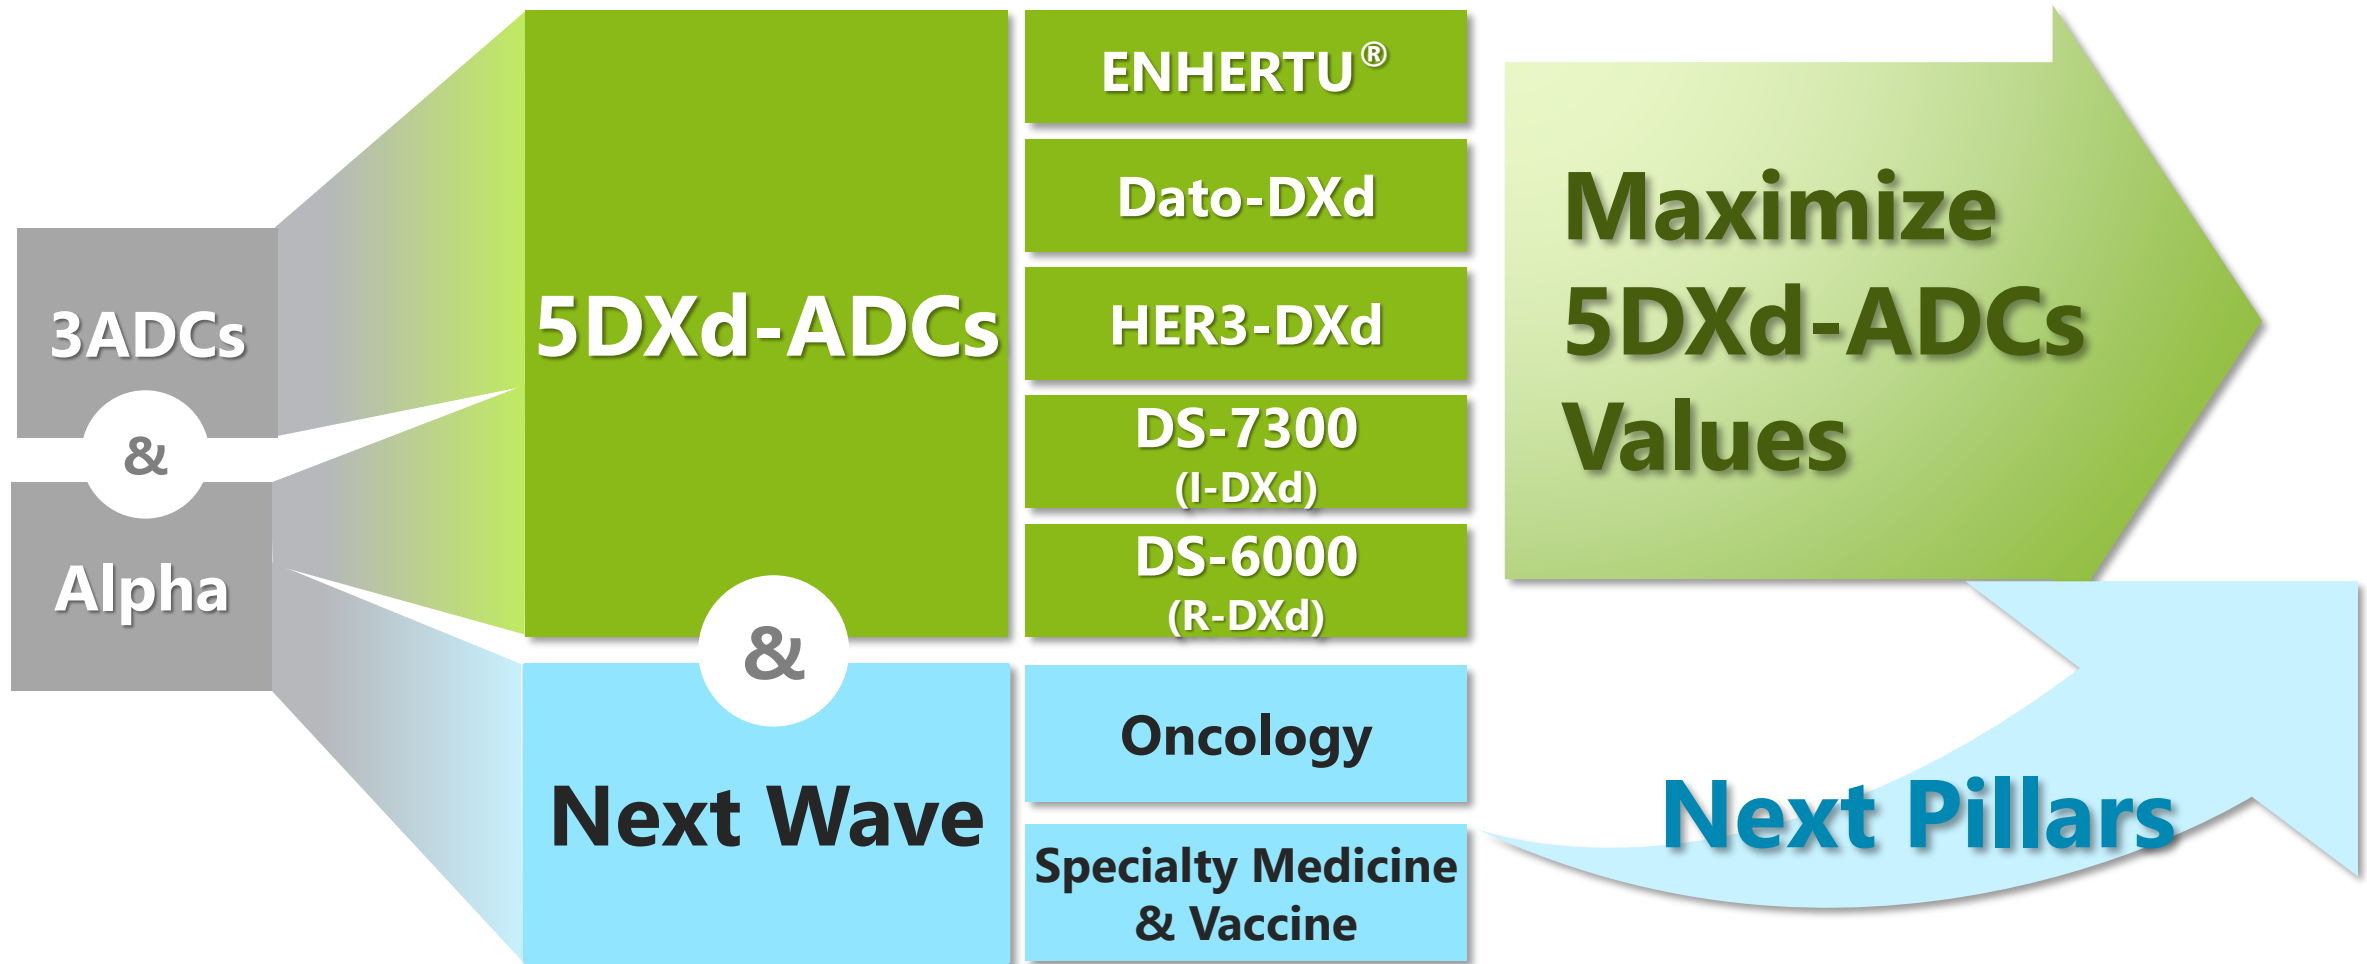 3ADCs
&
Alpha
5DXd-ADCs
&
Next Wave
ENHERTU®
Dato-DXd
HER3-DXd
DS-7300
(I-DXd)
DS-6000
(R-DXd)
Oncology
Specialty Medicine
& Vaccine
Maximize
5DXd-ADCs
Values
Next Pillars